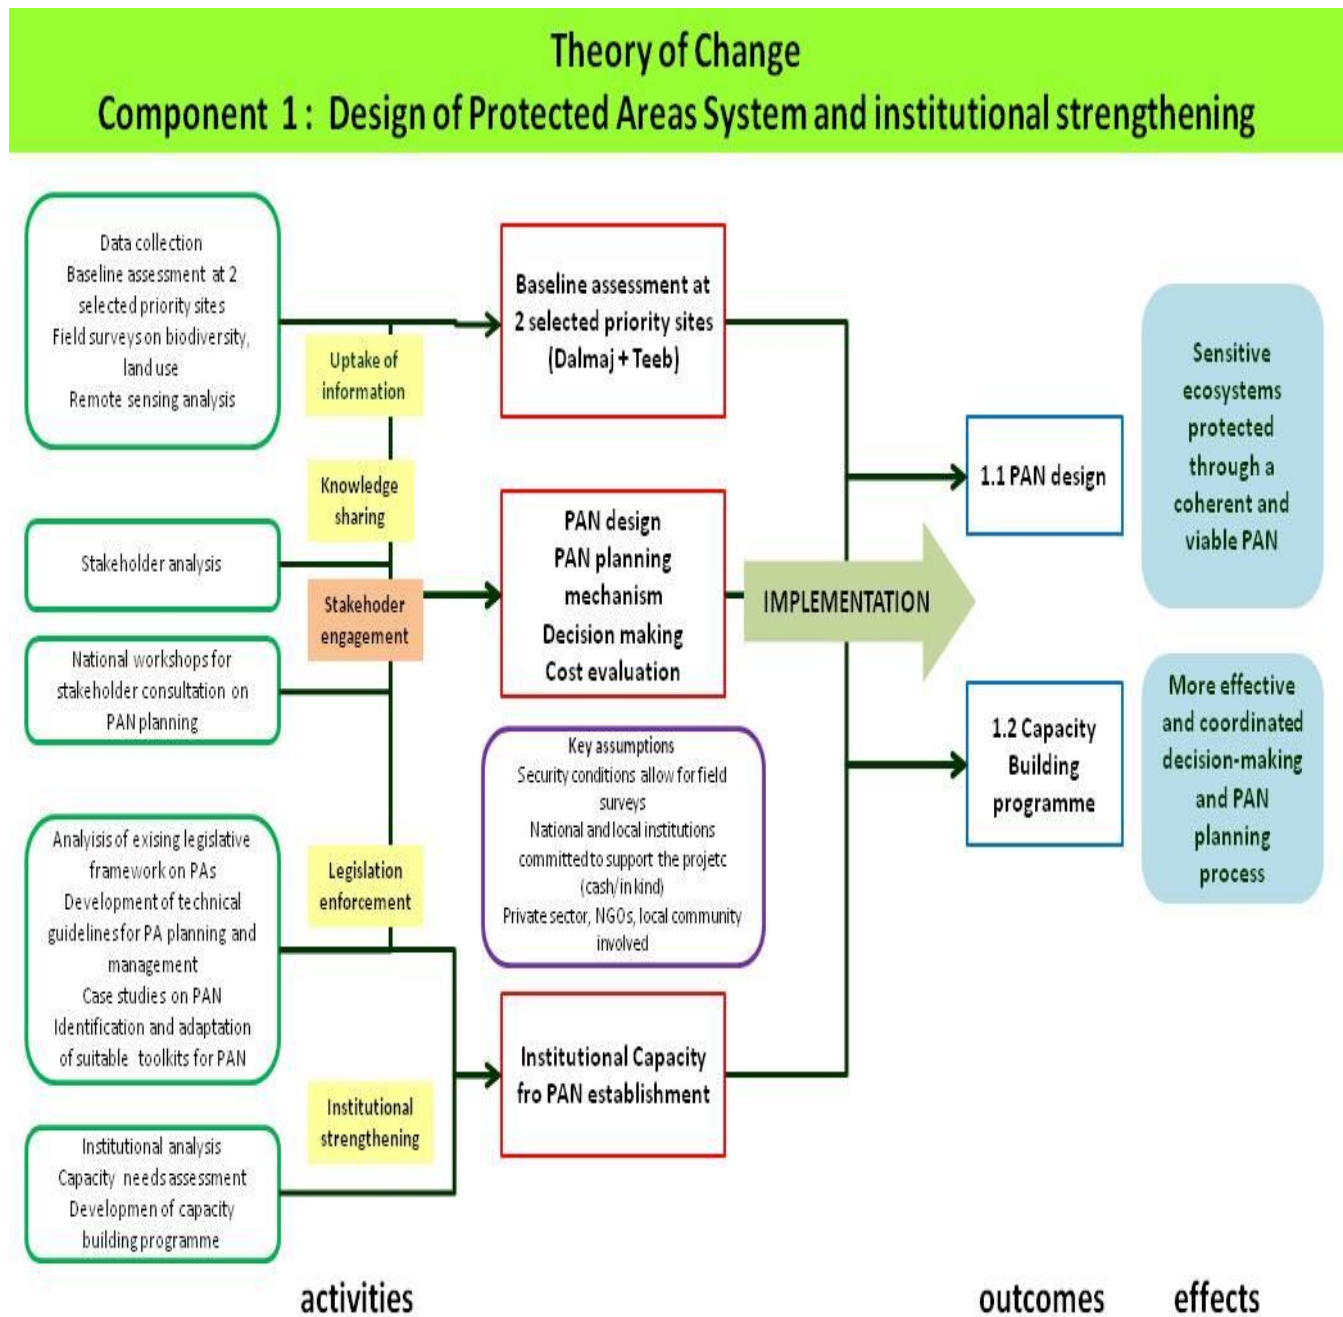 Theory of Change
Component 1 : Design of Protected Areas System and institutional strengthening
Data collection
Baseline assessment at 2
selected priority sites
Field surveys on biodiversity,
land use
Remote sensing analysis
Stakeholder analysis
National workshops for
stakeholder consultation on
PAN planning
Analyisis of exising legislative
framework on PAs
Development of technical
guidelines for PA planning and
management
Case studies on PAN
Identification and adaptation
of suitable toolkits for PAN
Institutional analysis
Capacity needs assessment
Developmen of capacity
building programme
Uptake of
information
Knowledge
sharing
Stakehoder
engagement
Legislation
enforcement
Institutional
strengthening
Baseline assessment at
2 selected priority sites
(Dalmaj + Teeb)
PAN design
PAN planning
mechanism
Decision making
Cost evaluation
Key assumptions
Security conditions allow for field
surveys
National and local institutions
committed to support the projetc
(cash/in kind)
Private sector, NGOs, local community
involved
Institutional Capacity
fro PAN establishment
IMPLEMENTATION
1.1 PAN design
1.2 Capacity
Building
programme
Sensitive
ecosystems
protected
through a
coherent and
viable PAN
More effective
and coordinated
decision-making
and PAN
planning
process
activities
outcomes
effects